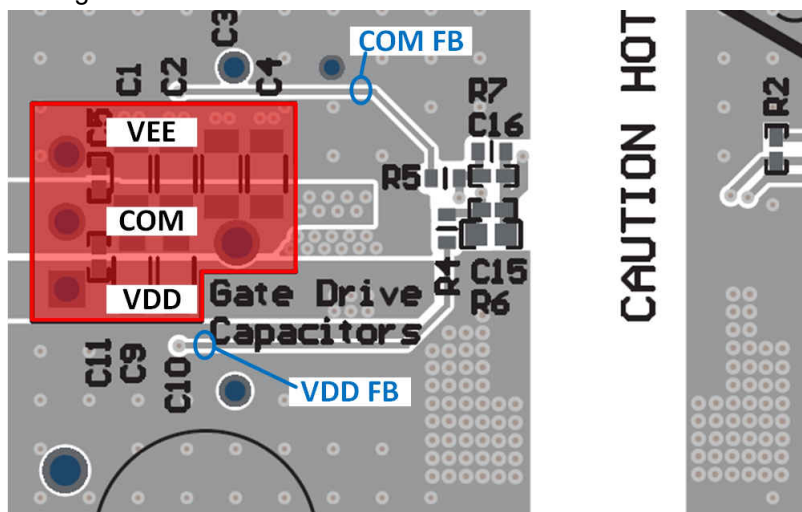 COM FB
C3
C1
C2
C4
R7
C16
C5
VEE
R5
COM
VDD
R4
C15
R6
Gate Drive
Capacitors
C11
C9
C10
VDD FB
CAUTION HOT
R2